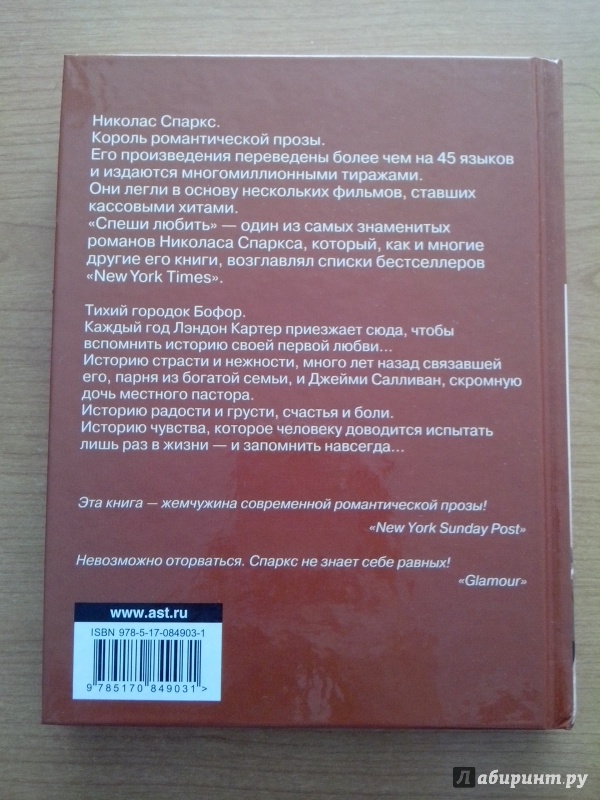 Николас Спаркс.
Король романтической прозы.
Его произведения переведены более чем на 45 языков
и издаются многомиллионными тиражами.
Они легли в основу нескольких фильмов, ставших
кассовыми хитами.
«Спеши любить» — один из самых знаменитых
романов Николаса Спаркса, который, как и многие
другие его книги, возглавлял списки бестселлеров
«New York Times».
Тихий городок Бофор.
Каждый год Лэндон Картер приезжает сюда, чтобы
вспомнить историю своей первой любви...
Историю страсти и нежности, много лет назад связавшей
его, парня из богатой семьи, и Джейми Салливан, скромную
дочь местного пастора.
Историю радости и грусти, счастья и боли.
Историю чувства, которое человеку доводится испытать
лишь раз в жизни — и запомнить навсегда...
Эта книга — жемчужина современной романтической прозы!
«New York Sunday Post»
Невозможно оторваться. Спаркс не знает себе равных!
«Glamour»
www.ast.ru
ISBN 978-5-17-084903-1
9 785170 849031 >
Лабиринт.ру